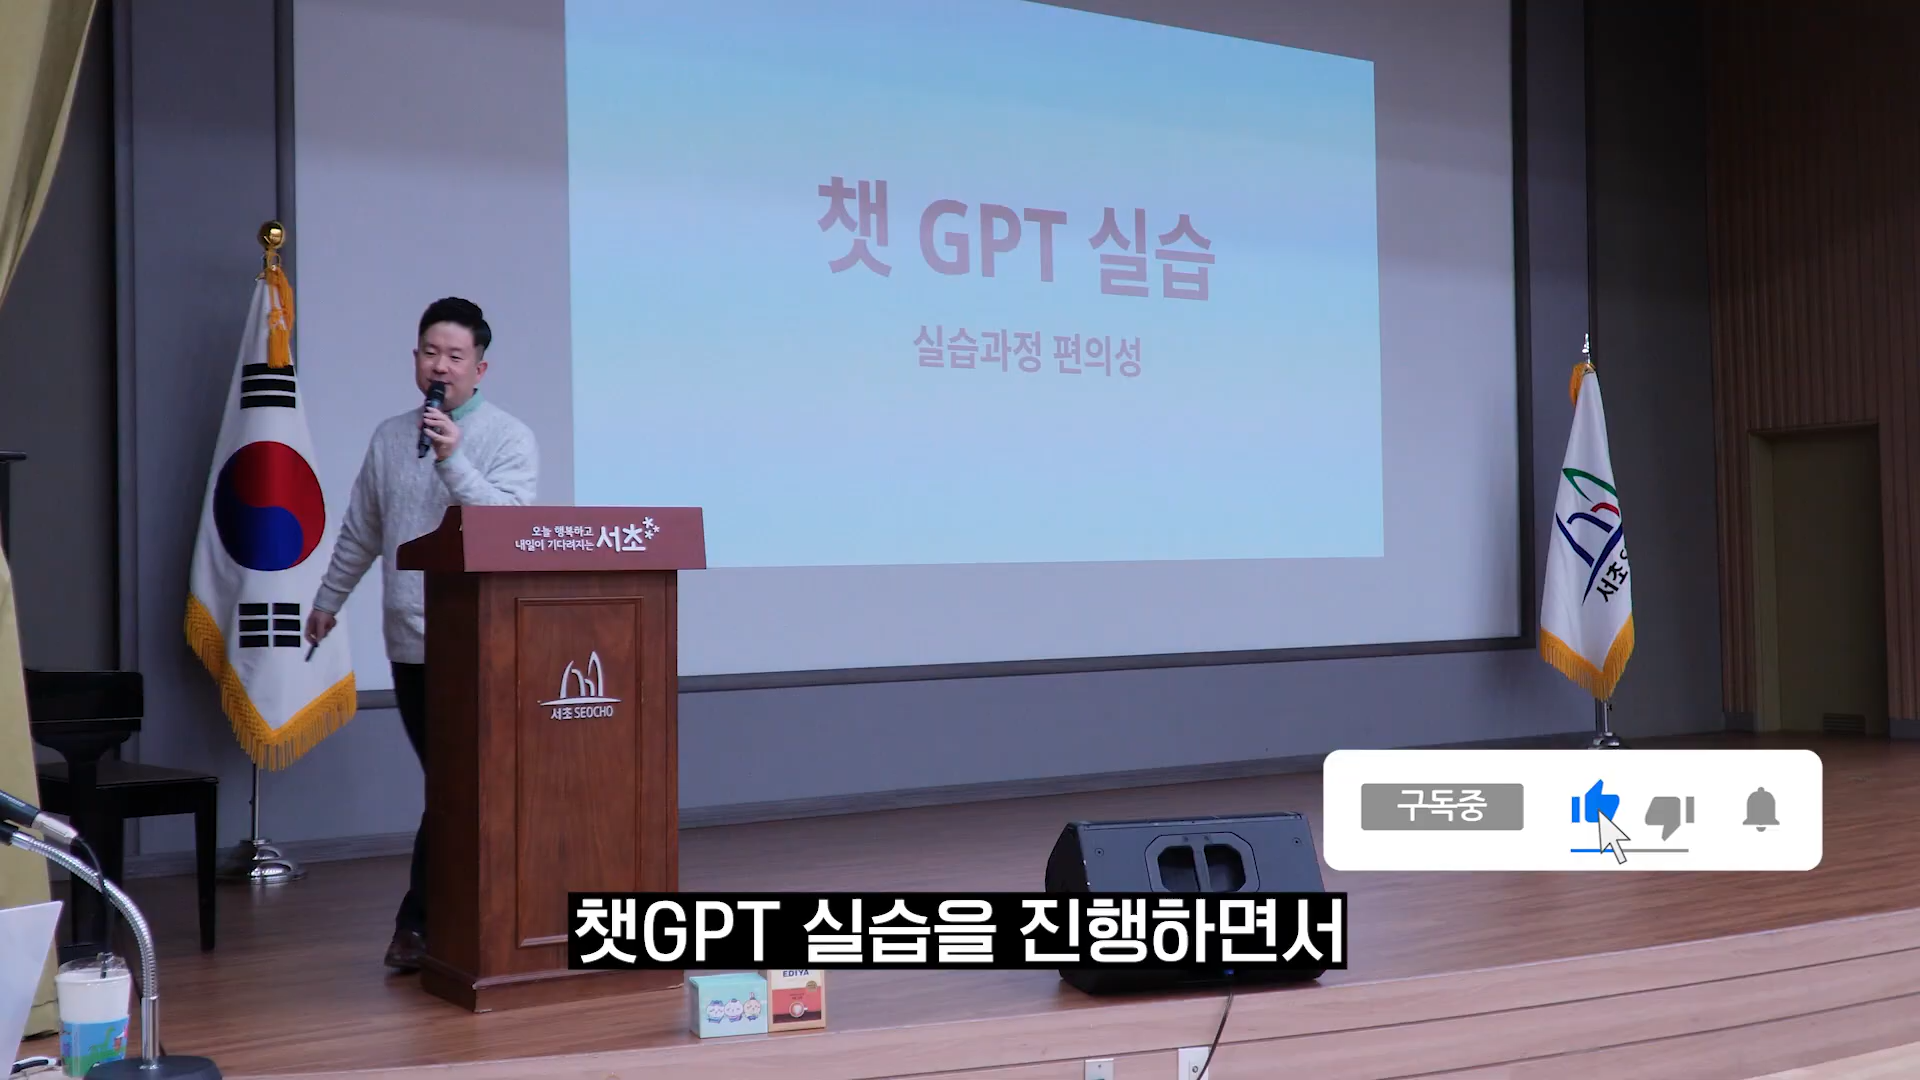 챗 GPT 실습
실습과정 편의성
오늘 행복하고
내일이 기다려지는 서초
서초 SEOCHO
서초
구독중
챗GPT 실습을 진행하면서
EDIYA